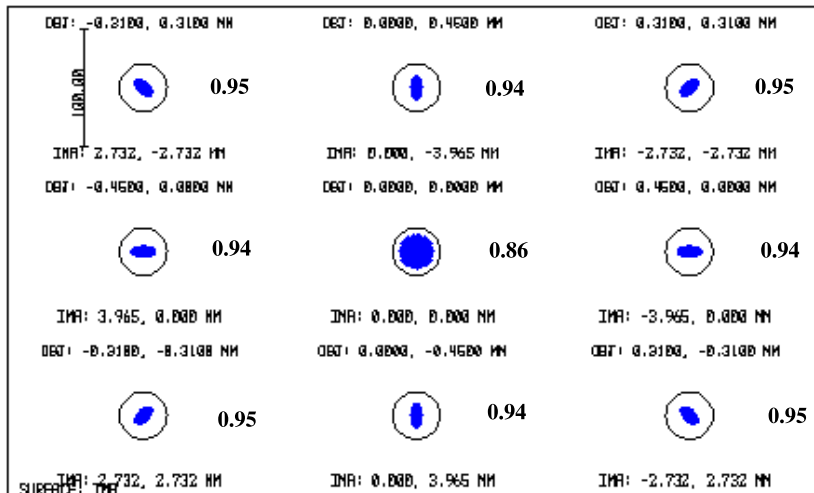 OBJ: -0.3100, 0.3100 MM
OBJ: 0.0000, 0.4500 MM
OBJ: 0.3100, 0.3100 MM
100.00
0.95
0.94
0.95
IMA: 2.732, -2.732 MM
IMA: 0.000, -3.965 MM
IMA: -2.732, -2.732 MM
OBJ: -0.4500, 0.0000 MM
OBJ: 0.0000, 0.0000 MM
OBJ: 0.4500, 0.0000 MM
0.94
0.86
0.94
IMA: 3.965, 0.000 MM
IMA: 0.000, 0.000 MM
IMA: -3.965, 0.000 MM
OBJ: -0.3100, -0.3100 MM
OBJ: 0.0000, -0.4500 MM
OBJ: 0.3100, -0.3100 MM
0.95
0.94
0.95
IMA: 2.732, 2.732 MM
IMA: 0.000, 3.965 MM
IMA: -2.732, 2.732 MM
SURFACE: IMA